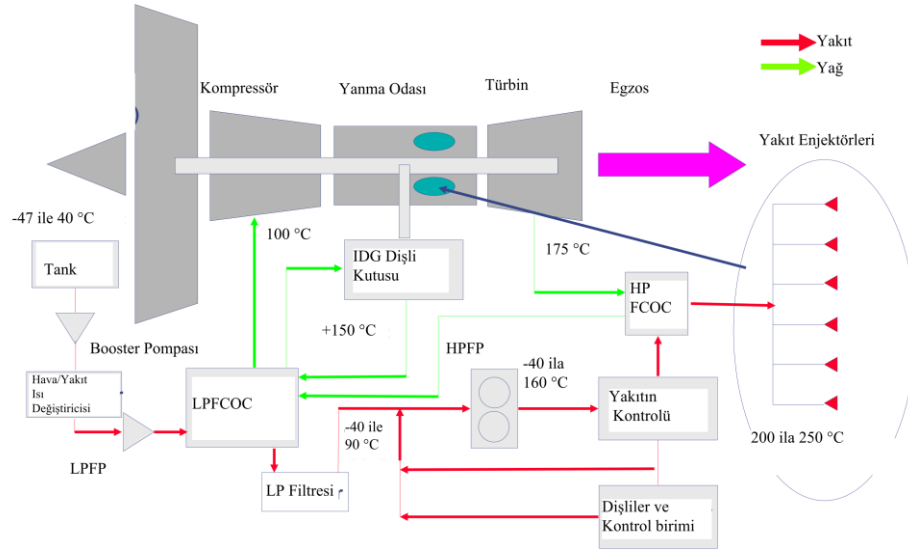 Yakıt
Yağ
Kompressör
Yanma Odası
Türbin
Egzos
Yakıt Enjektörleri
-47 ile 40 °C
Tank
100 °C
IDG Dişli
Kutusu
175 °C
HP
FCOC
+150 °C
Booster Pompası
HPFP
-40 ila
160 °C
Hava/Yakıt
Isı
Değiştiricisi
LPFCOC
Yakıtın
Kontrolü
-40 ile
90 °C
200 ila 250 °C
LPFP
LP Filtresi
Dişliler ve
Kontrol birimi